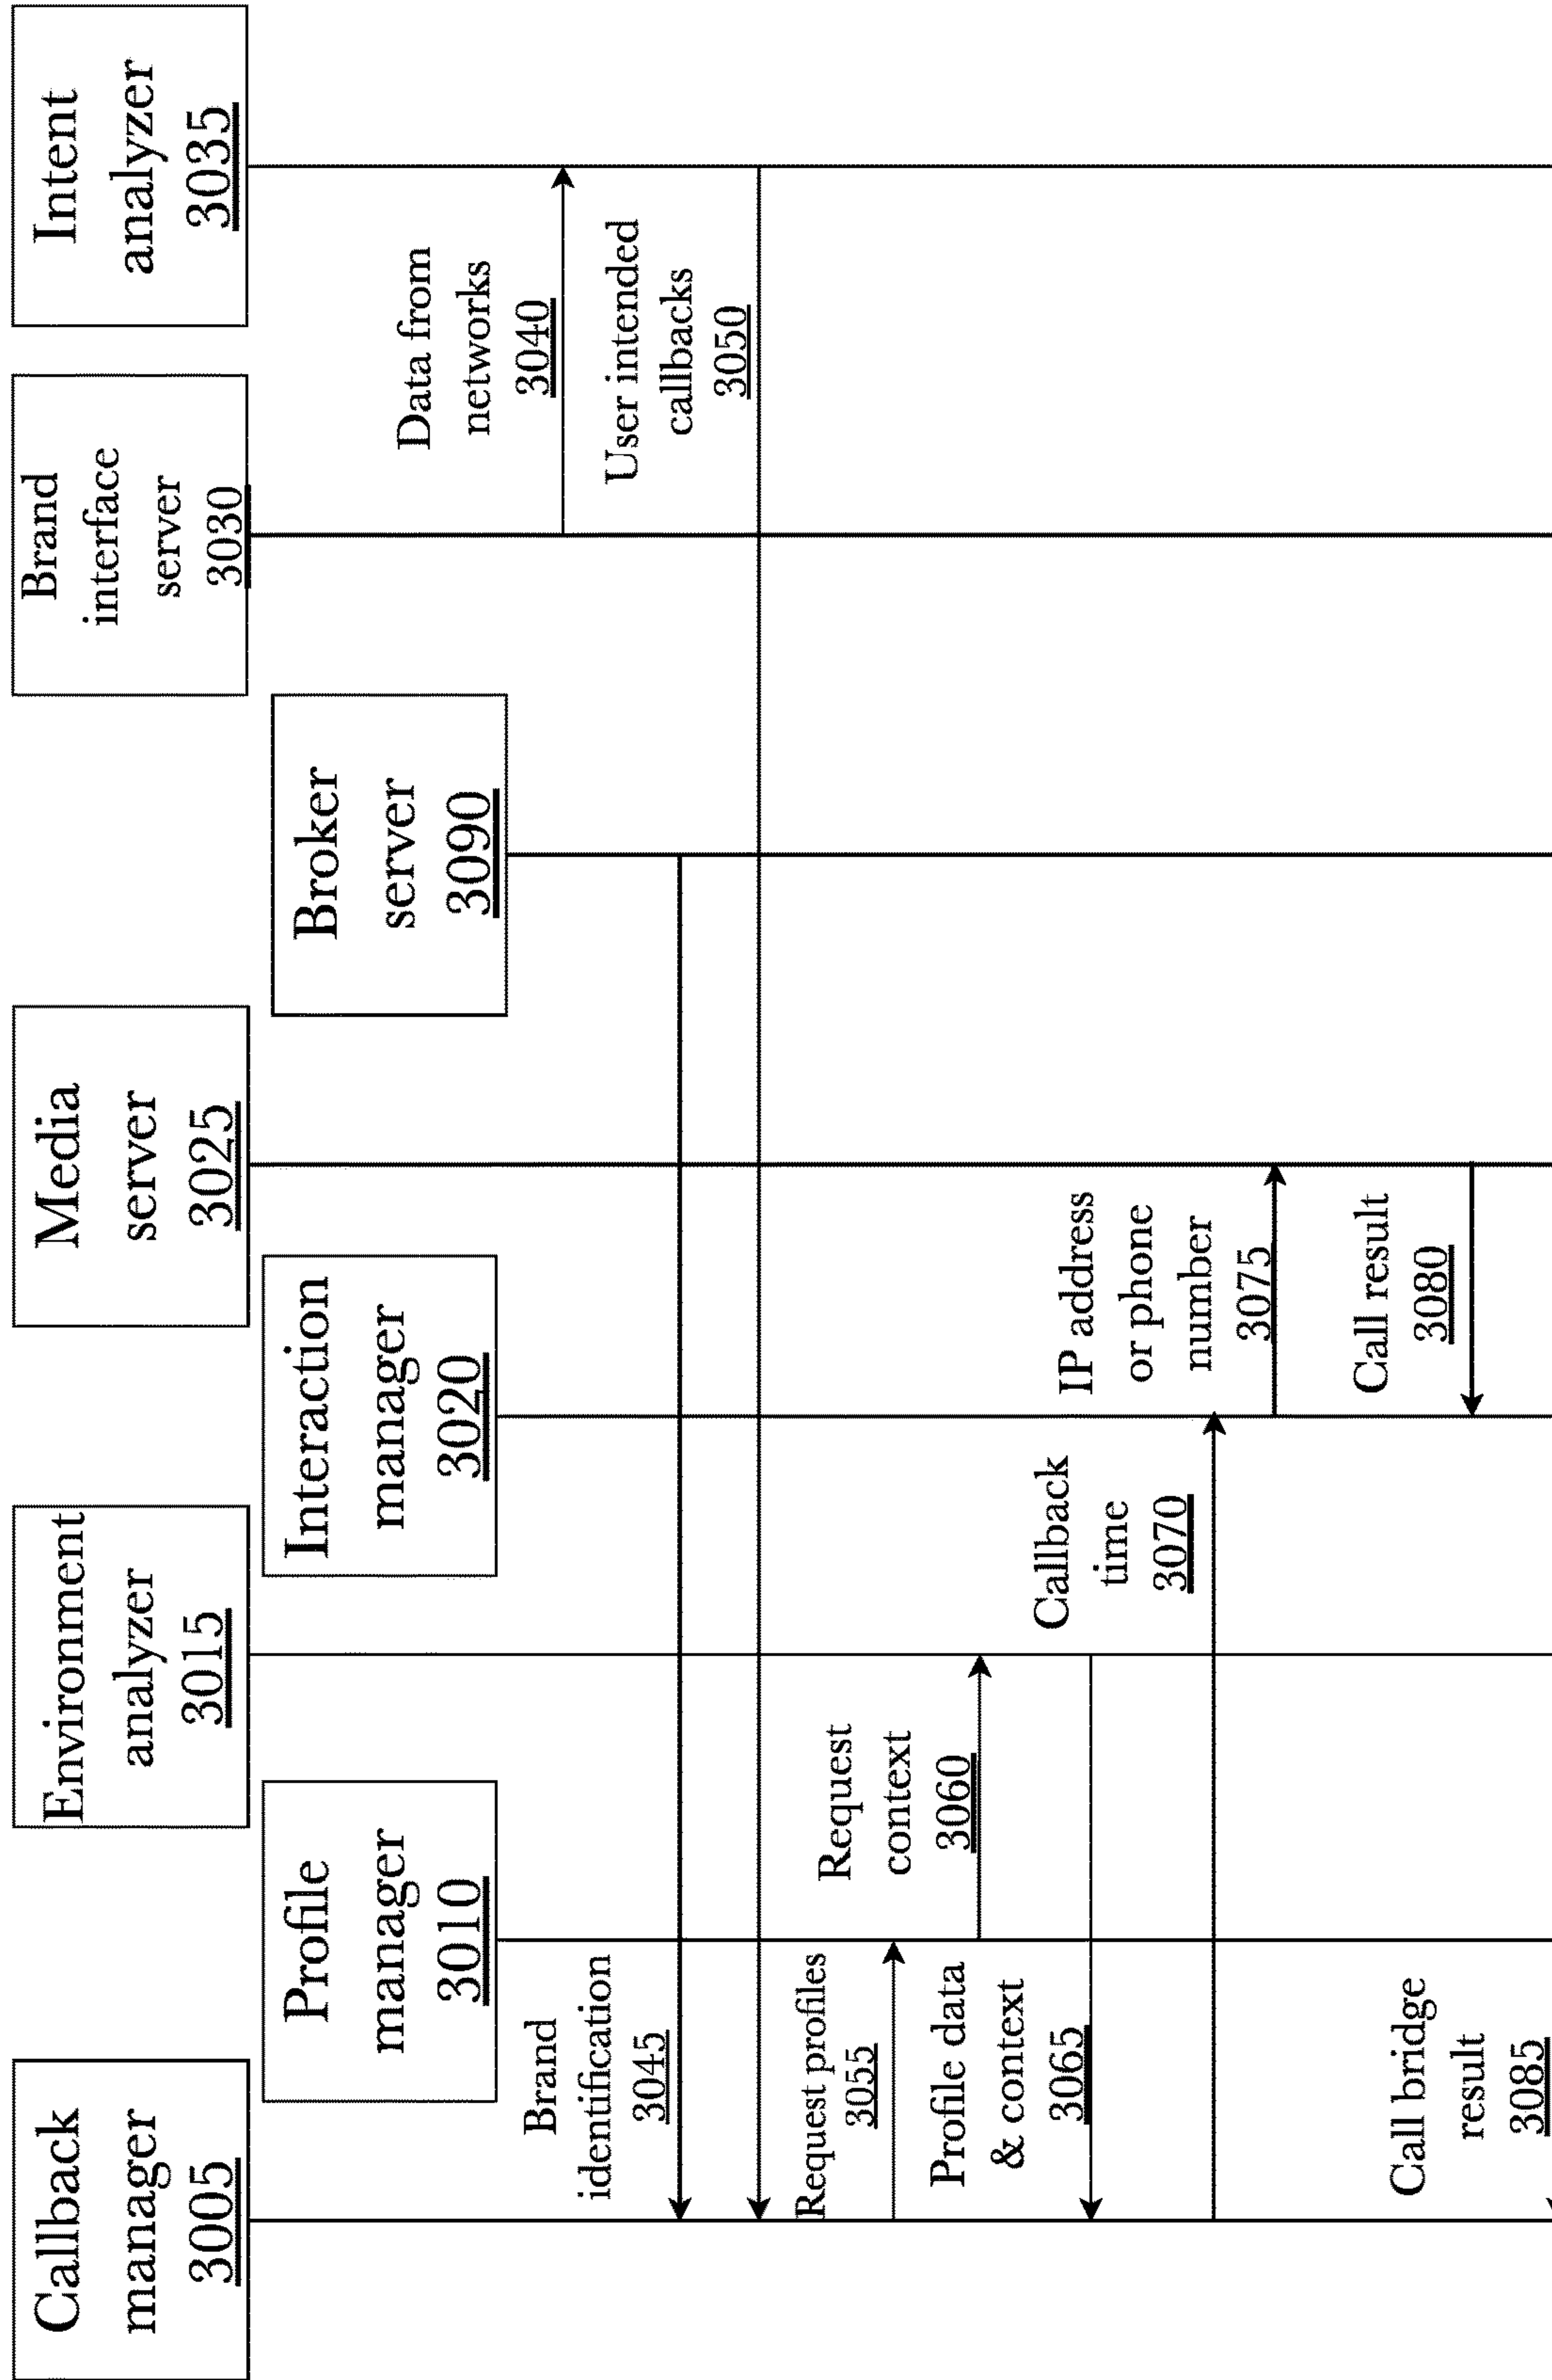 Callback
manager
3005
Profile
manager
3010
Environment
analyzer
3015
Interaction
manager
3020
Media
server
3025
Broker
server
3090
Brand
interface
server
3030
Intent
analyzer
3035
Data from
networks
3040
Brand
identification
3045
User intended
callbacks
3050
Request profiles
3055
Request
context
3060
Profile data
& context
3065
Callback
time
3070
IP address
or phone
number
3075
Call result
3080
Call bridge
result
3085